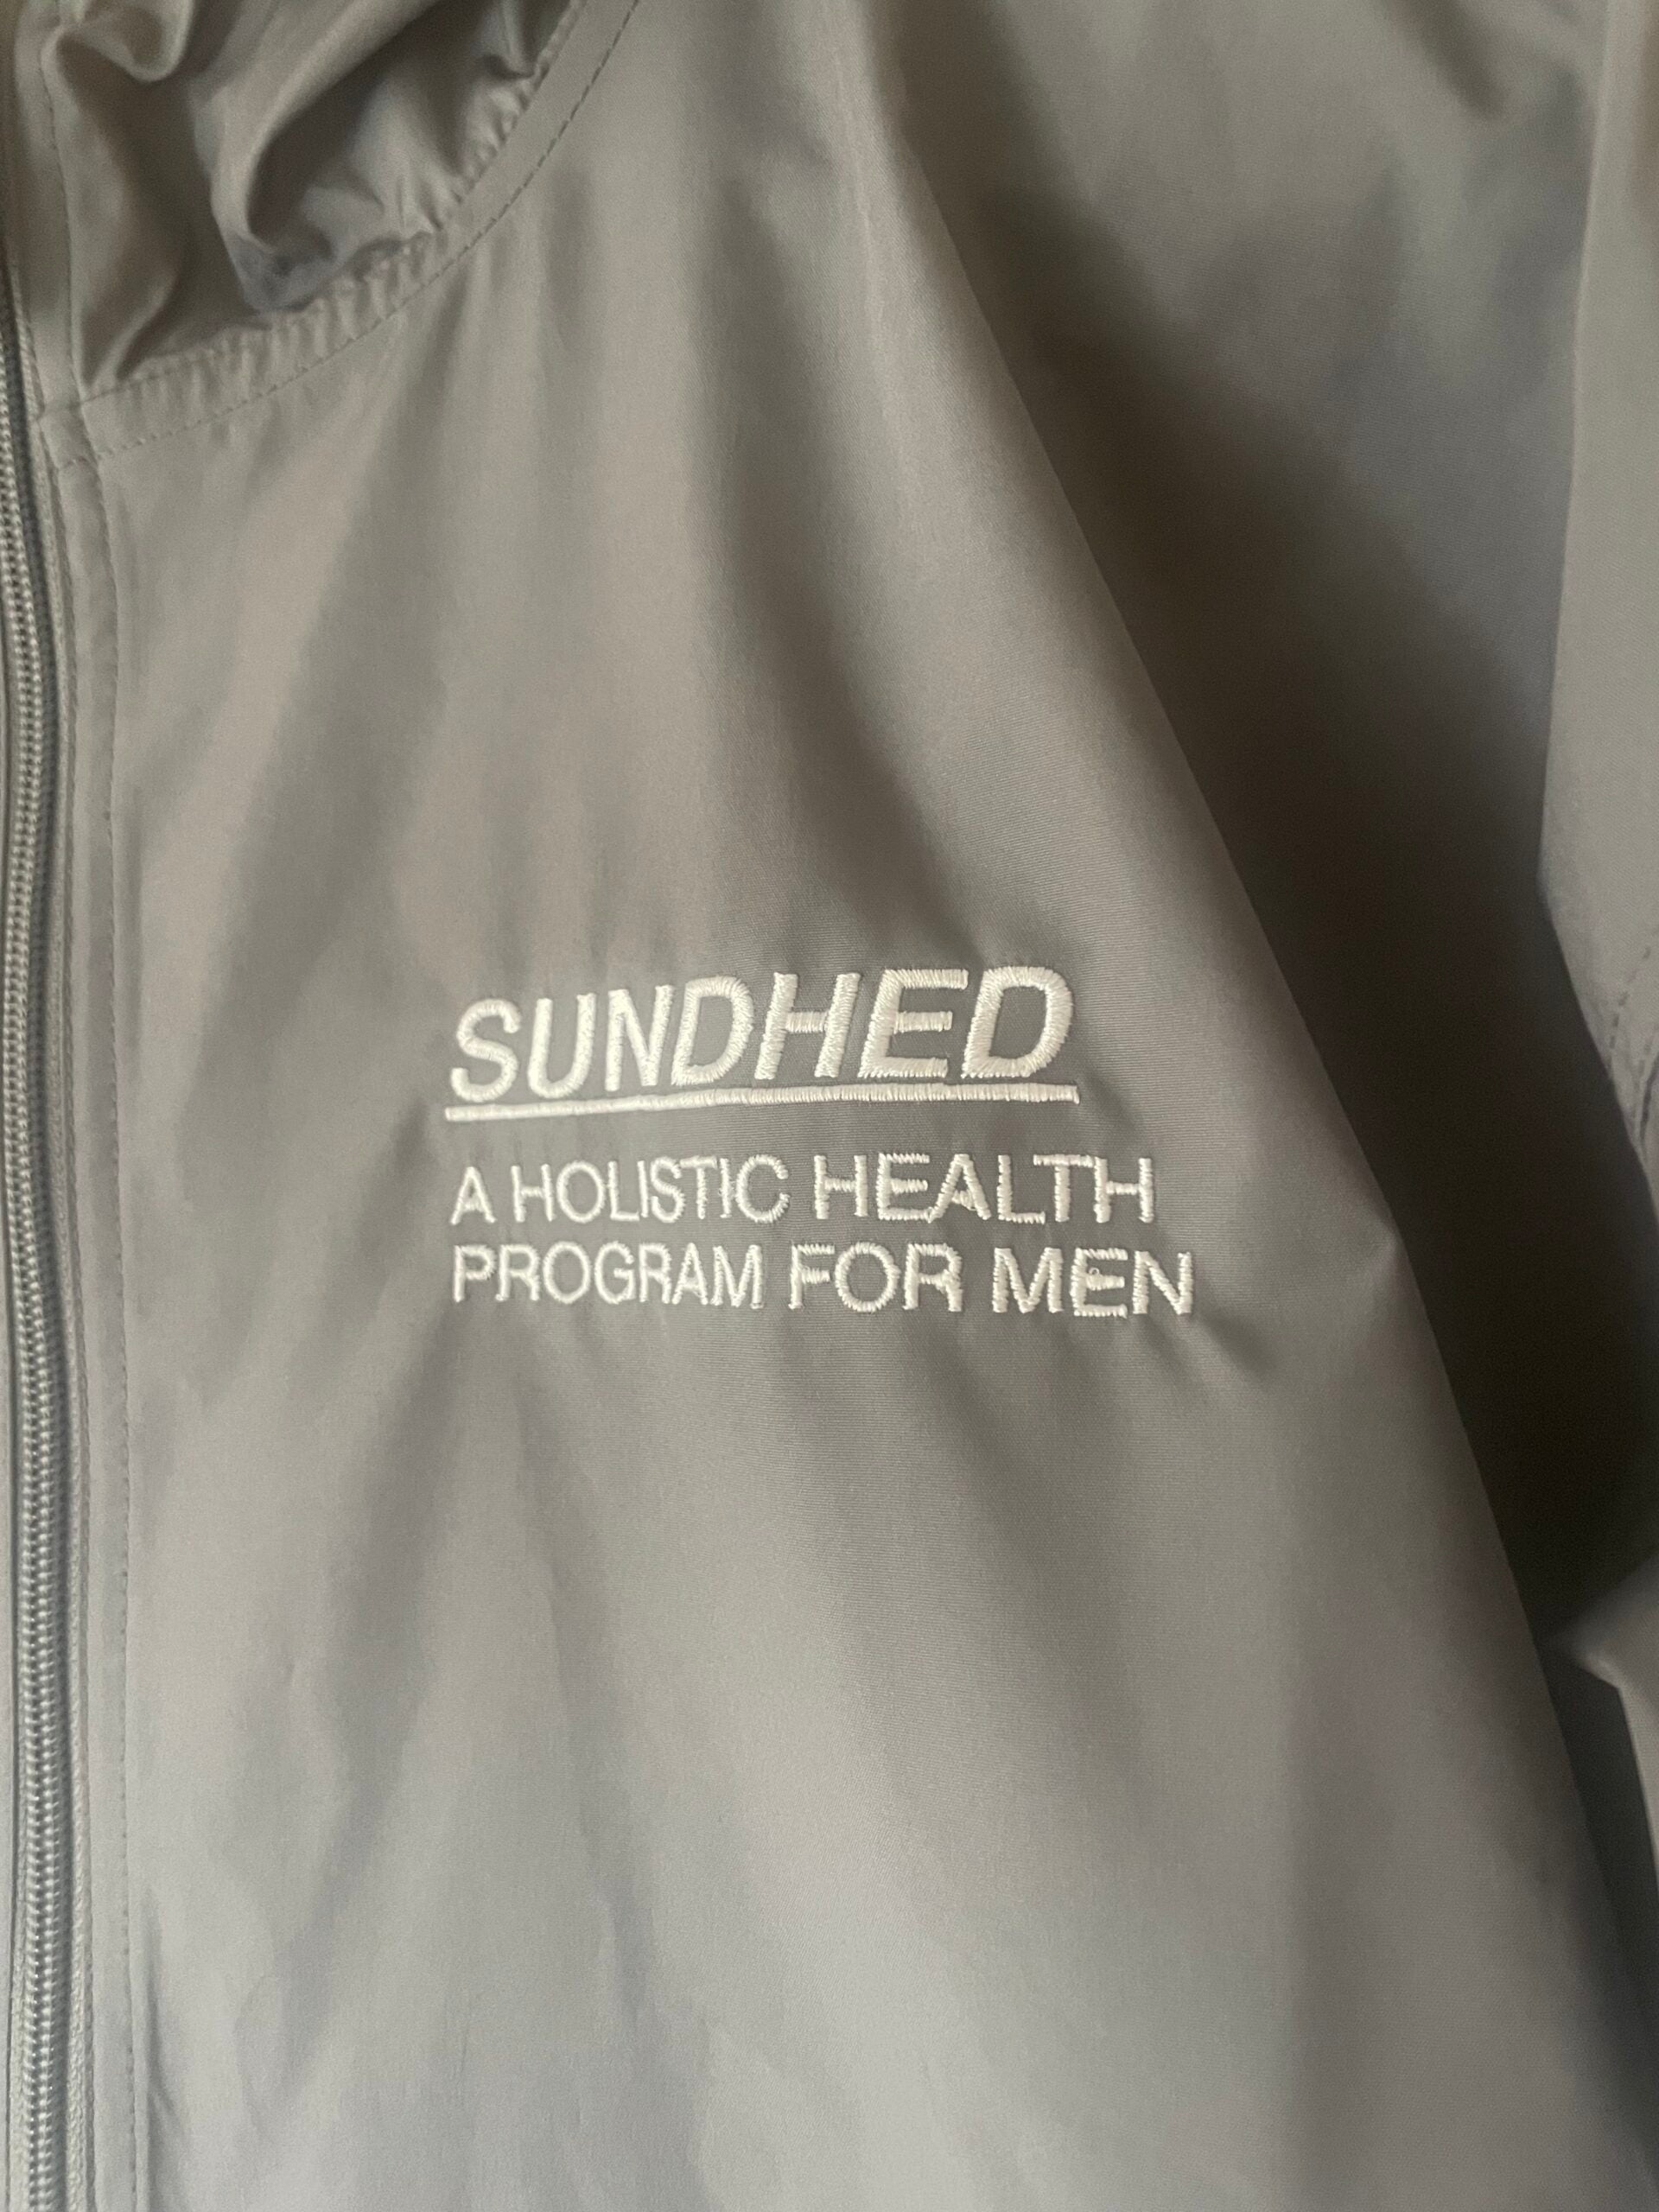 SUNDHED
A HOLISTIC HEALTH
PROGRAM FOR MEN